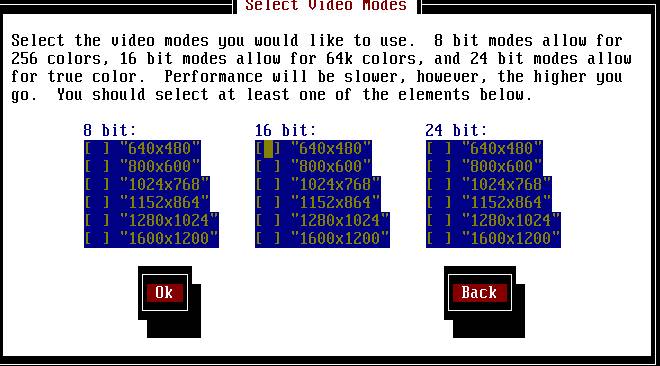 Select Video Modes
Select the video modes you would like to use.  8 bit modes allow for
256 colors, 16 bit modes allow for 64k colors, and 24 bit modes allow
for true color.  Performance will be slower, however, the higher you
go.  You should select at least one of the elements below.
8 bit: 16 bit: 24 bit:
[ ] "640x480" [ ] "640x480" [ ] "640x480"
[ ] "800x600" [ ] "800x600" [ ] "800x600"
[ ] "1024x768" [ ] "1024x768" [ ] "1024x768"
[ ] "1152x864" [ ] "1152x864" [ ] "1152x864"
[ ] "1280x1024" [ ] "1280x1024" [ ] "1280x1024"
[ ] "1600x1200" [ ] "1600x1200" [ ] "1600x1200"
Ok Back